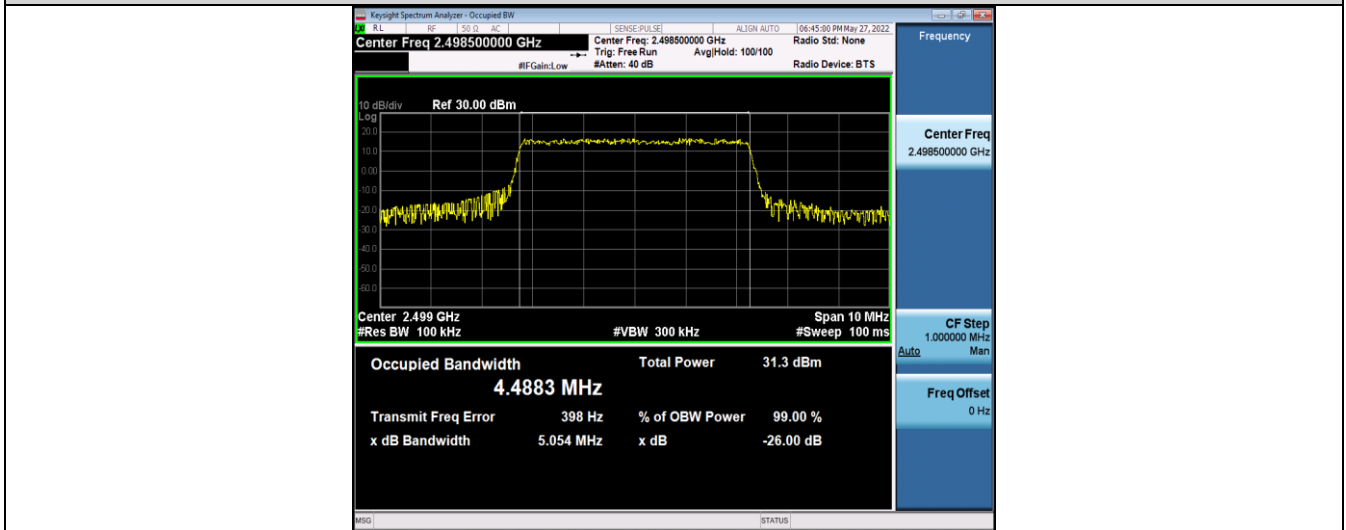 Keysight Spectrum Analyzer - Occupied BW
RL RF 50 Ω AC SENSE:PULSE ALIGN AUTO 06:45:00 PM May 27, 2022
Center Freq 2.498500000 GHz
Center Freq: 2.498500000 GHz Radio Std: None
Trig: Free Run Avg|Hold: 100/100
#IFGain:Low #Atten: 40 dB Radio Device: BTS
10 dB/div Ref 30.00 dBm
Log
20.0
10.0
0.00
-10.0
-20.0
-30.0
-40.0
-50.0
-60.0
Center 2.499 GHz Span 10 MHz
#Res BW 100 kHz #VBW 300 kHz #Sweep 100 ms
Occupied Bandwidth Total Power 31.3 dBm
4.4883 MHz
Transmit Freq Error 398 Hz % of OBW Power 99.00 %
x dB Bandwidth 5.054 MHz x dB -26.00 dB
MSG STATUS
Frequency
Center Freq
2.498500000 GHz
CF Step
1.000000 MHz
Auto Man
Freq Offset
0 Hz